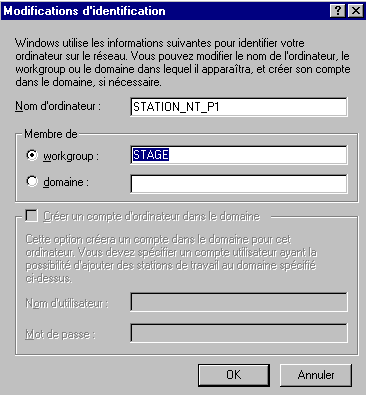 Modifications d'identification
Windows utilise les informations suivantes pour identifier votre
ordinateur sur le réseau. Vous pouvez modifier le nom de l'ordinateur, le
workgroup ou le domaine dans lequel il apparaîtra, et créer son compte
dans le domaine, si nécessaire.
Nom d'ordinateur : STATION_NT_P1
Membre de
workgroup : STAGE
domaine :
Créer un compte d'ordinateur dans le domaine
Cette option créera un compte dans le domaine pour cet
ordinateur. Vous devez spécifier un compte utilisateur ayant la
possibilité d'ajouter des stations de travail au domaine spécifié
ci-dessus.
Nom d'utilisateur :
Mot de passe :
OK Annuler